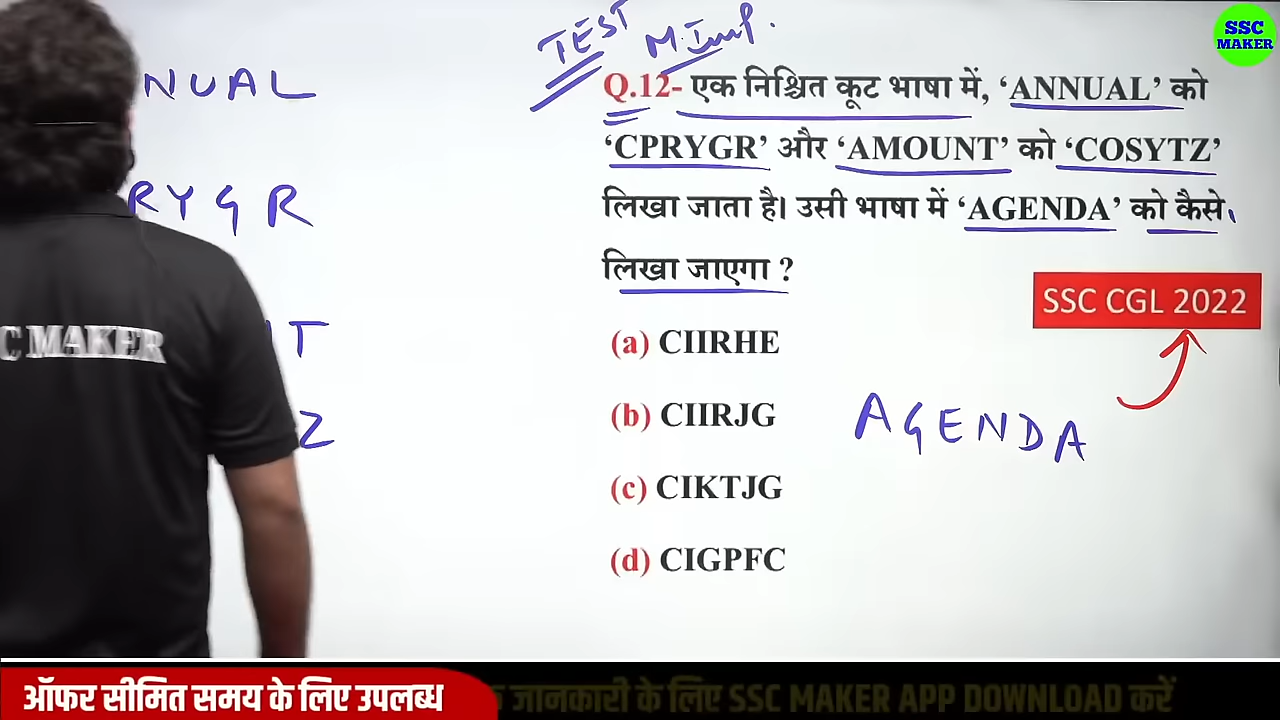 SSC
MAKER
TEST M.Imp.
NUAL
Q.12- एक निश्चित कूट भाषा में, ‘ANNUAL’ को
‘CPRYGR’ और ‘AMOUNT’ को ‘COSYTZ’
RYGR
लिखा जाता है। उसी भाषा में ‘AGENDA’ को कैसे
लिखा जाएगा ?
SSC CGL 2022
C MAKER
T
(a) CIIRHE
(b) CIIRJG
AGENDA
Z
(c) CIKTJG
(d) CIGPFC
ऑफर सीमित समय के लिए उपलब्ध
जानकारी के लिए SSC MAKER APP DOWNLOAD करें